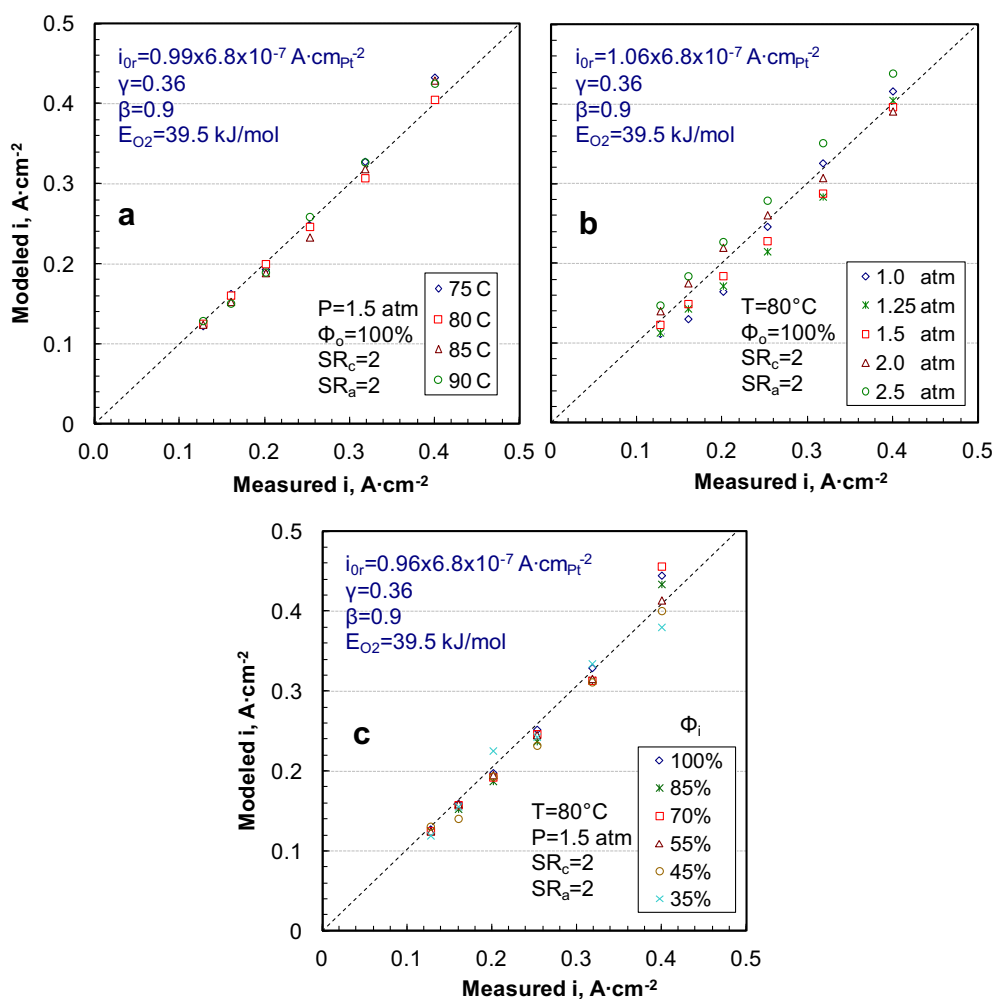 i0r=0.99x6.8x10-7 A·cmPt-2
γ=0.36
β=0.9
EO2=39.5 kJ/mol
a
P=1.5 atm
Φo=100%
SRc=2
SRa=2
75 C
80 C
85 C
90 C
0.5
0.4
0.3
0.2
0.1
0
0.0 0.1 0.2 0.3 0.4 0.5
Modeled i, A·cm-2
Measured i, A·cm-2
i0r=1.06x6.8x10-7 A·cmPt-2
γ=0.36
β=0.9
EO2=39.5 kJ/mol
b
T=80°C
Φo=100%
SRc=2
SRa=2
1.0 atm
1.25 atm
1.5 atm
2.0 atm
2.5 atm
0 0.1 0.2 0.3 0.4 0.5
Measured i, A·cm-2
i0r=0.96x6.8x10-7 A·cmPt-2
γ=0.36
β=0.9
EO2=39.5 kJ/mol
c
T=80°C
P=1.5 atm
SRc=2
SRa=2
Φi
100%
85%
70%
55%
45%
35%
0.5
0.4
0.3
0.2
0.1
0
0 0.1 0.2 0.3 0.4 0.5
Modeled i, A·cm-2
Measured i, A·cm-2